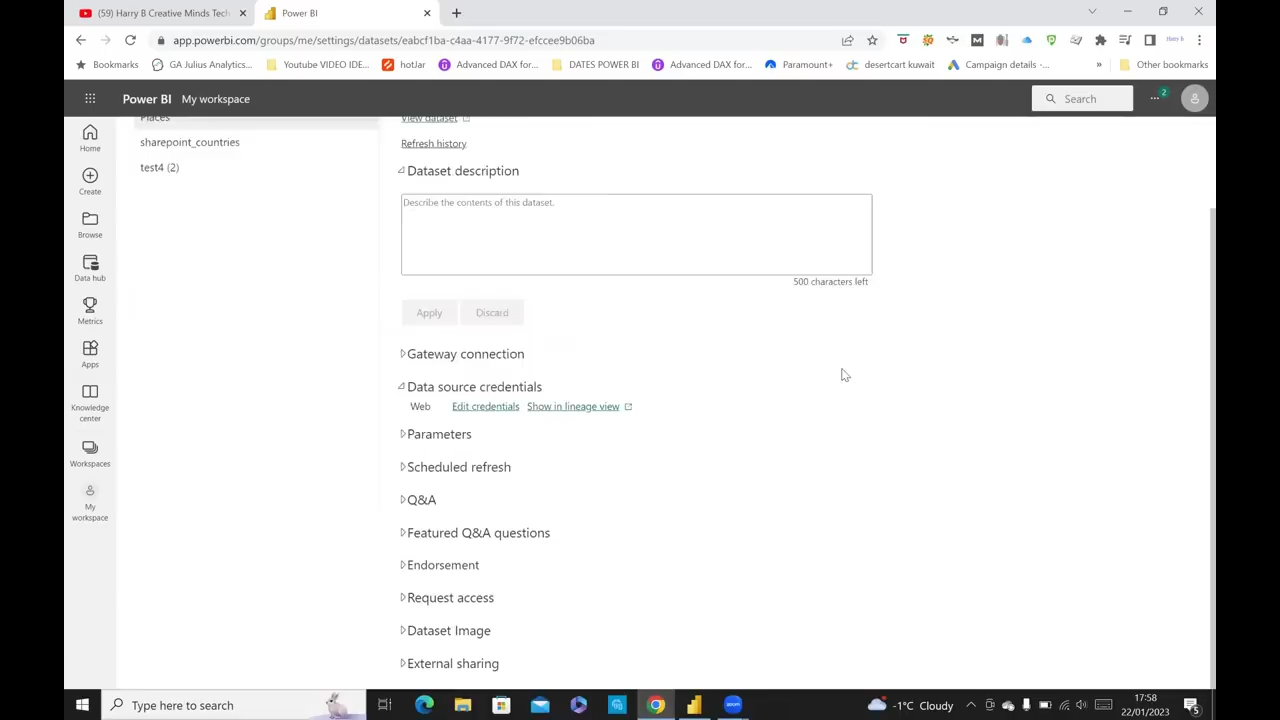 (59) Harry B Creative Minds Tech
Power BI
app.powerbi.com/groups/me/settings/datasets/eabcf1ba-c4aa-4177-9f72-efccee9b06ba
Harry b
Bookmarks
GA Julius Analytics...
Youtube VIDEO IDE...
hotJar
Advanced DAX for...
DATES POWER BI
Advanced DAX for...
Paramount+
desertcart kuwait
Campaign details -...
»
Other bookmarks
Power BI My workspace
Search
2
Home
Create
Browse
Data hub
Metrics
Apps
Knowledge
center
Workspaces
My
workspace
Places
sharepoint_countries
test4 (2)
View dataset
Refresh history
Dataset description
Describe the contents of this dataset.
500 characters left
Apply Discard
Gateway connection
Data source credentials
Web Edit credentials Show in lineage view
Parameters
Scheduled refresh
Q&A
Featured Q&A questions
Endorsement
Request access
Dataset Image
External sharing
Type here to search
zoom
-1°C Cloudy
17:58
22/01/2023
5